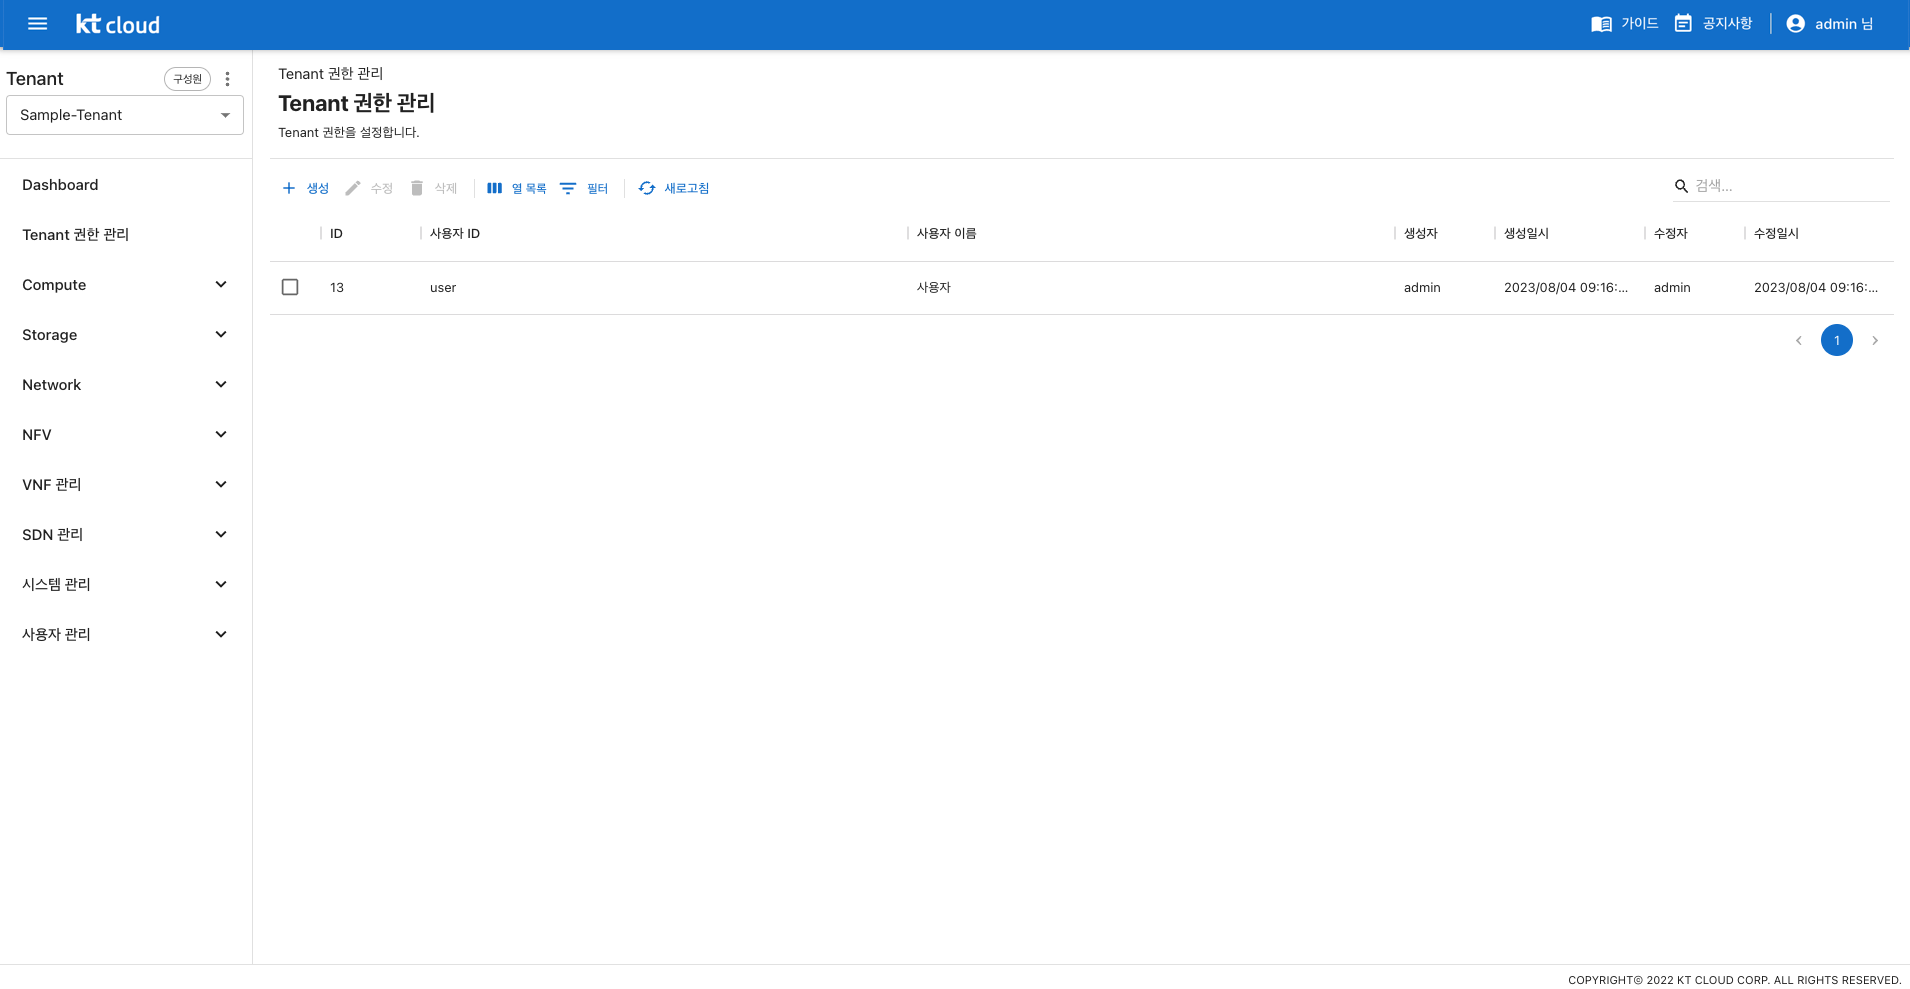 kt cloud
가이드
공지사항
admin 님
Tenant
구성원
Sample-Tenant
Dashboard
Tenant 권한 관리
Compute
Storage
Network
NFV
VNF 관리
SDN 관리
시스템 관리
사용자 관리
Tenant 권한 관리
Tenant 권한 관리
Tenant 권한을 설정합니다.
생성 수정 삭제 열 목록 필터 새로고침
검색...
ID 사용자 ID 사용자 이름 생성자 생성일시 수정자 수정일시
13 user 사용자 admin 2023/08/04 09:16:... admin 2023/08/04 09:16:...
1
COPYRIGHT© 2022 KT CLOUD CORP. ALL RIGHTS RESERVED.